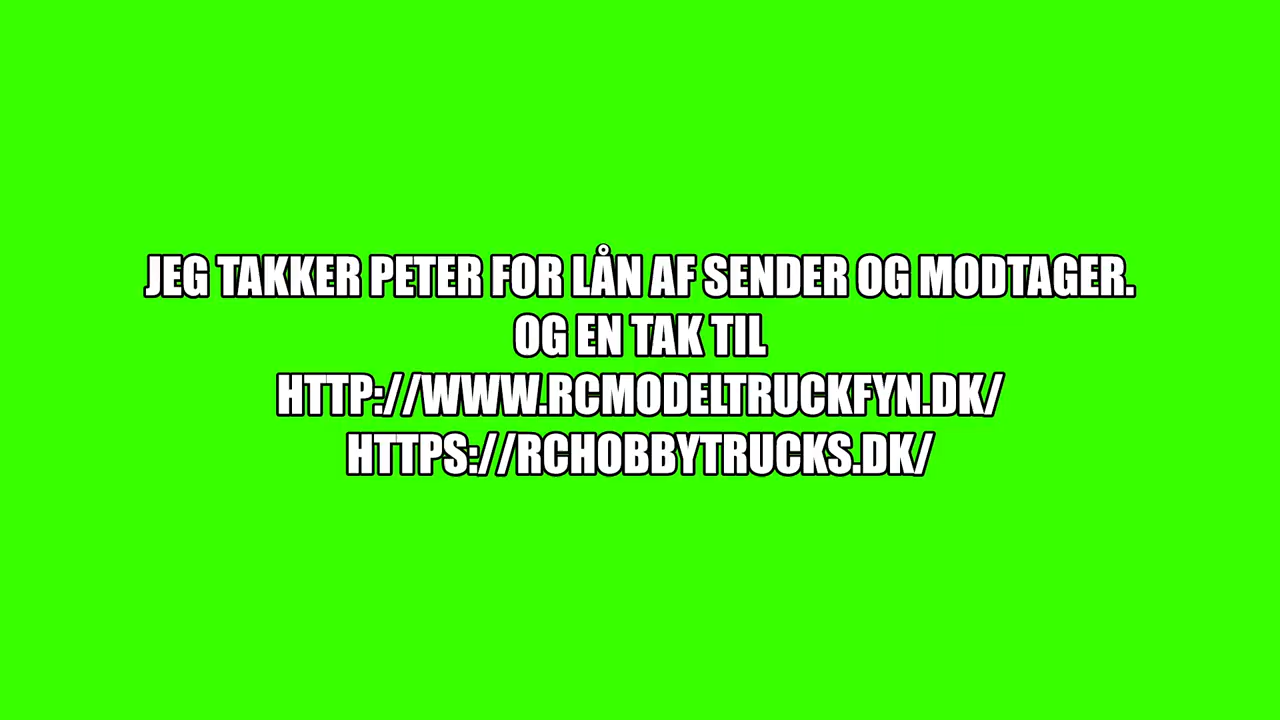 JEG TAKKER PETER FOR LÅN AF SENDER OG MODTAGER.
OG EN TAK TIL
HTTP://WWW.RCMODELTRUCKFYN.DK/
HTTPS://RCHOBBYTRUCKS.DK/